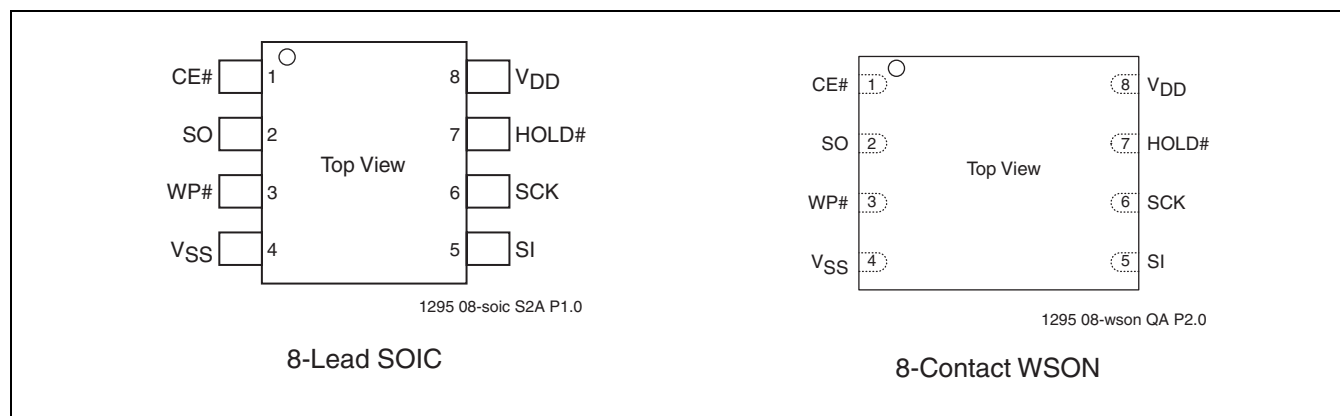 CE# 1 8 VDD
SO 2 7 HOLD#
Top View
WP# 3 6 SCK
VSS 4 5 SI
1295 08-soic S2A P1.0
8-Lead SOIC
CE# 1 8 VDD
SO 2 7 HOLD#
Top View
WP# 3 6 SCK
VSS 4 5 SI
1295 08-wson QA P2.0
8-Contact WSON